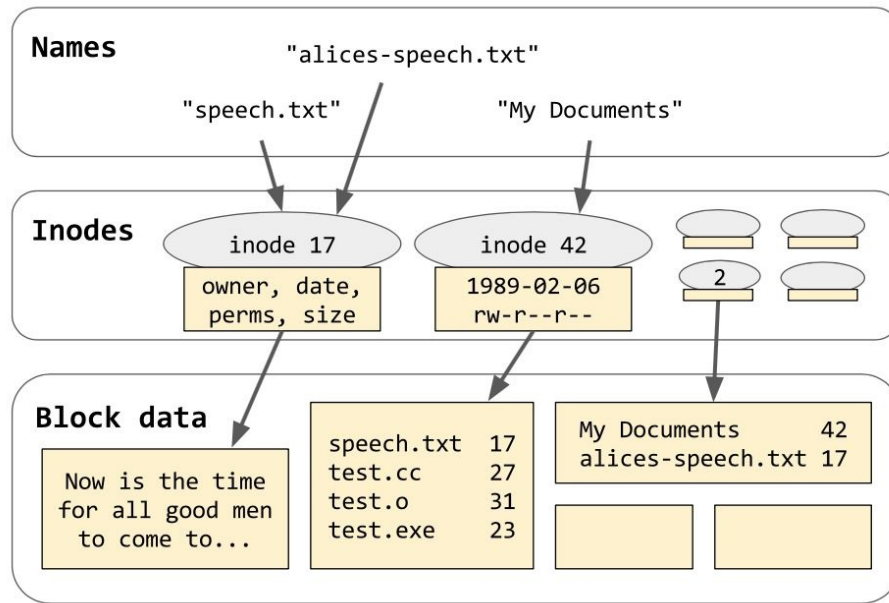 Names
"alices-speech.txt"
"speech.txt"
"My Documents"
Inodes
inode 17
owner, date,
perms, size
inode 42
1989-02-06
rw-r--r--
2
Block data
Now is the time
for all good men
to come to...
speech.txt 17
test.cc 27
test.o 31
test.exe 23
My Documents 42
alices-speech.txt 17